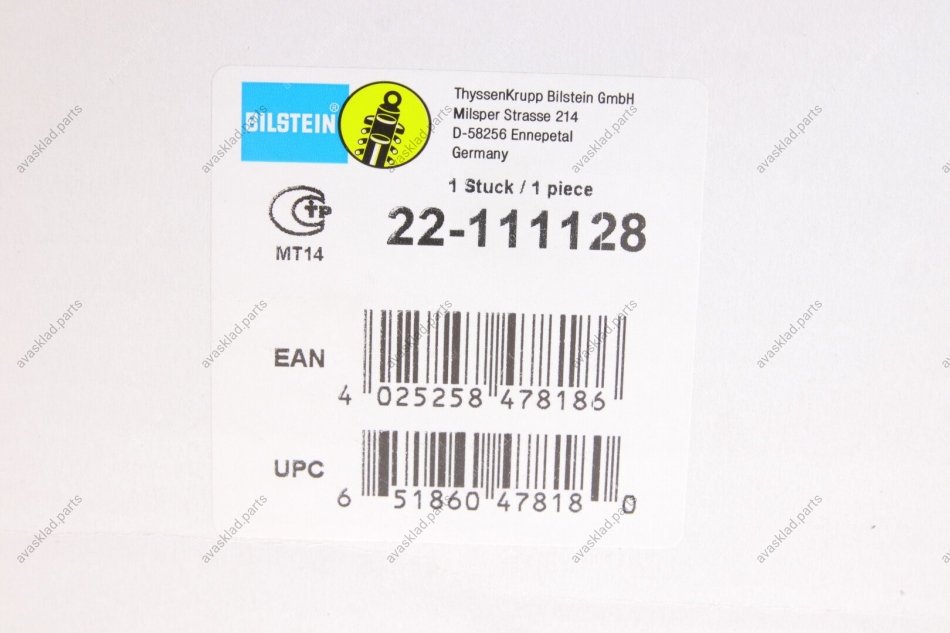 BILSTEIN®
ThyssenKrupp Bilstein GmbH
Milsper Strasse 214
D-58256 Ennepetal
Germany
1 Stuck / 1 piece
22-111128
MT14
EAN
4 025258 478186
UPC
6 51860 47818 0
avasklad.parts